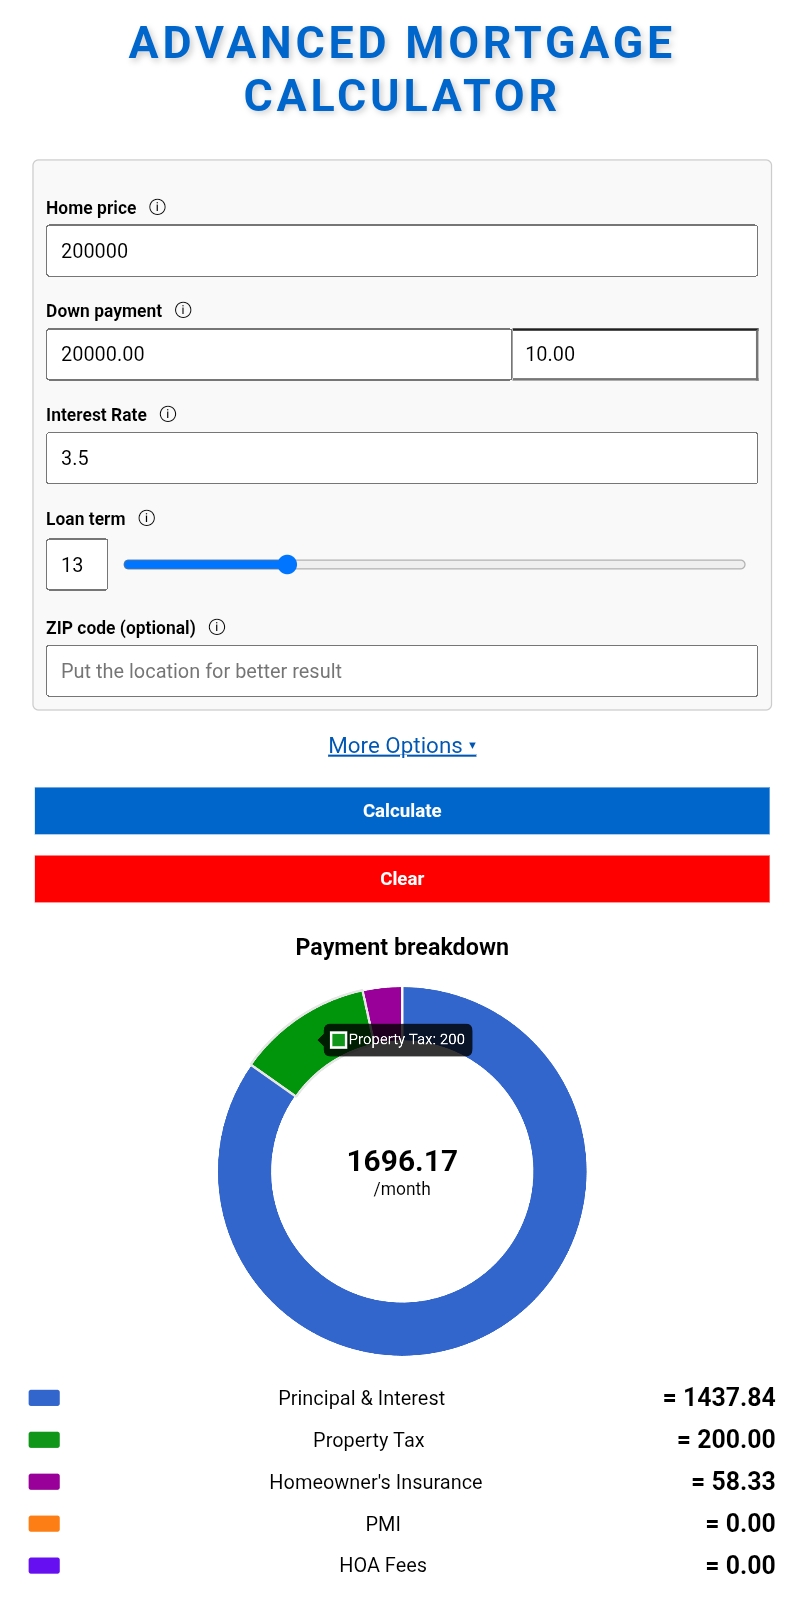 ADVANCED MORTGAGE
CALCULATOR
Home price ⓘ
200000
Down payment ⓘ
20000.00 10.00
Interest Rate ⓘ
3.5
Loan term ⓘ
13
ZIP code (optional) ⓘ
Put the location for better result
More Options ▾
Calculate
Clear
Payment breakdown
Property Tax: 200
1696.17
/month
Principal & Interest = 1437.84
Property Tax = 200.00
Homeowner's Insurance = 58.33
PMI = 0.00
HOA Fees = 0.00